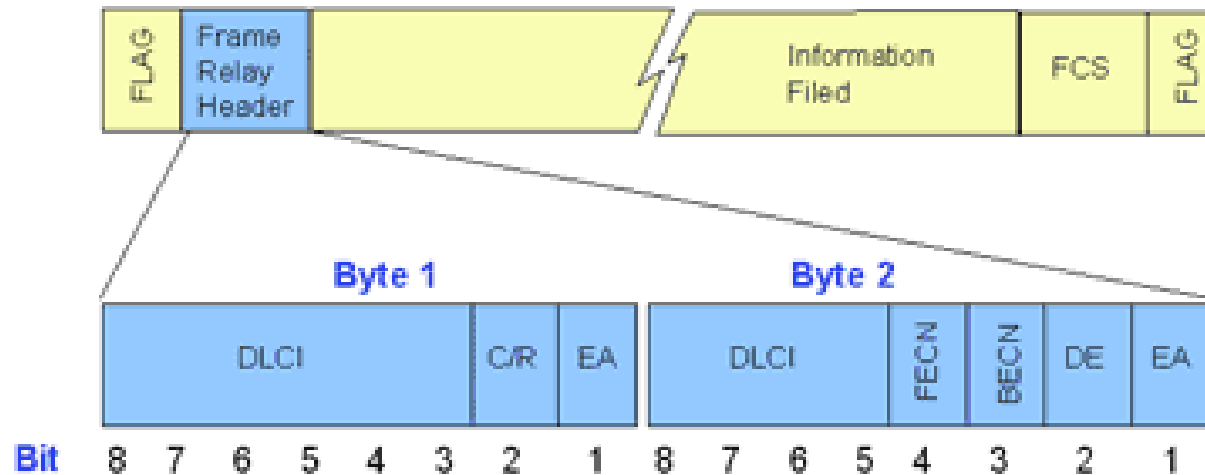 FLAG
Frame
Relay
Header
Information
Filed
FCS
FLAG
Byte 1
Byte 2
DLCI
C/R
EA
DLCI
FECN
BECN
DE
EA
Bit 8 7 6 5 4 3 2 1 8 7 6 5 4 3 2 1